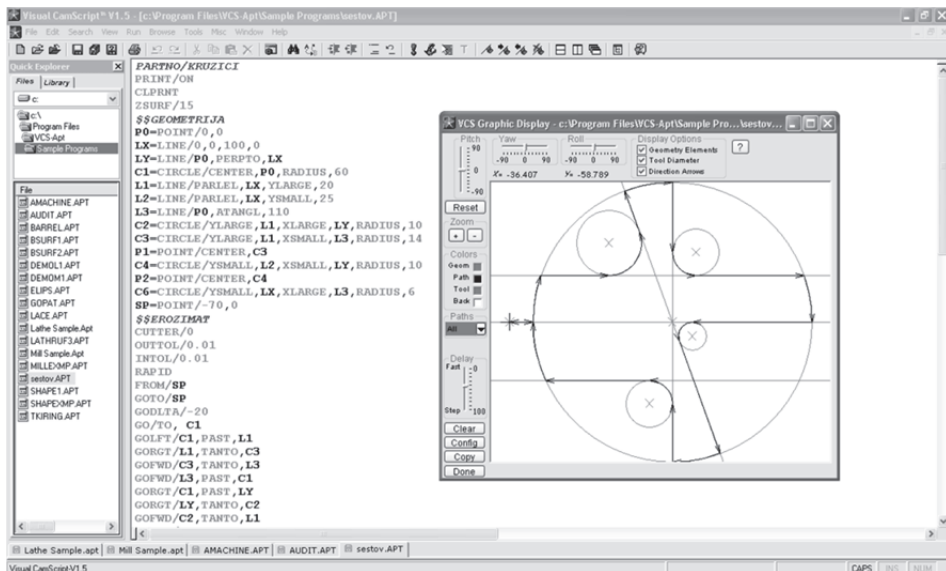 Visual CamScript™ V1.5 - [c:\Program Files\VCS-Apt\Sample Programs\sestov.APT]
File Edit Search View Run Browse Tools Misc Window Help
Quick Explorer
Files Library
c:
c:\
Program Files
VCS-Apt
Sample Programs
File
AMACHINE.APT
AUDIT.APT
BARREL.APT
BSURF1.APT
BSURF2.APT
DEMOL1.APT
DEMOM1.APT
ELIPS.APT
GOPAT.APT
LACE.APT
Lathe Sample.Apt
LATHRUF3.APT
Mill Sample.Apt
MILLEXMP.APT
sestov.APT
SHAPE1.APT
SHAPEXMP.APT
TKIRING.APT
PARTNO/KRUZICI
PRINT/ON
CLPRNT
ZSURF/15
$$GEOMETRIJA
P0=POINT/0,0
LX=LINE/0,0,100,0
LY=LINE/P0,PERPTO,LX
C1=CIRCLE/CENTER,P0,RADIUS,60
L1=LINE/PARLEL,LX,YLARGE,20
L2=LINE/PARLEL,LX,YSMALL,25
L3=LINE/P0,ATANGL,110
C2=CIRCLE/YLARGE,L1,XLARGE,LY,RADIUS,10
C3=CIRCLE/YLARGE,L1,XSMALL,L3,RADIUS,14
P1=POINT/CENTER,C3
C4=CIRCLE/YSMALL,L2,XSMALL,LY,RADIUS,10
P2=POINT/CENTER,C4
C6=CIRCLE/YSMALL,LX,XLARGE,L3,RADIUS,6
SP=POINT/-70,0
$$EROZIMAT
CUTTER/0
OUTTOL/0.01
INTOL/0.01
RAPID
FROM/SP
GOTO/SP
GODLTA/-20
GO/TO, C1
GOLFT/C1,PAST,L1
GORGT/L1,TANTO,C3
GOFWD/C3,TANTO,L3
GOFWD/L3,PAST,C1
GORGT/C1,PAST,LY
GORGT/LY,TANTO,C2
GOFWD/C2,TANTO,L1
VCS Graphic Display - c:\Program Files\VCS-Apt\Sample Pro...\sestov...
Pitch
90
0
-90
Yaw
-90 0 90
Roll
-90 0 90
Display Options
Geometry Elements
Tool Diameter
Direction Arrows
?
X= -36.407 Y= -58.789
Reset
Zoom
+ -
Colors
Geom
Path
Tool
Back
Paths
All
Delay
Fast 0
Step 100
Clear
Config
Copy
Done
Lathe Sample.apt Mill Sample.apt AMACHINE.APT AUDIT.APT sestov.APT
Visual CamScript-V1.5 CAPS INS NUM